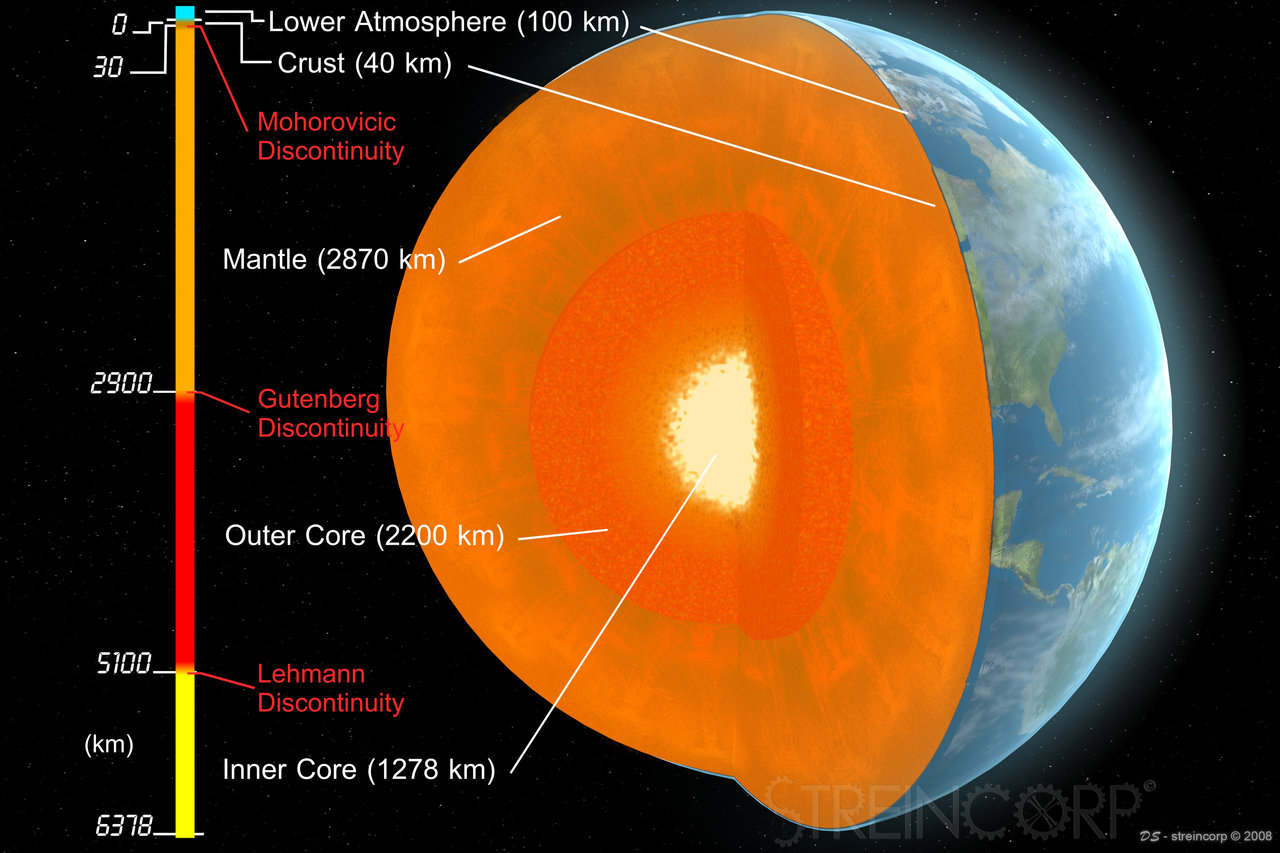 0
Lower Atmosphere (100 km)
30
Crust (40 km)
Mohorovicic
Discontinuity
Mantle (2870 km)
2900
Gutenberg
Discontinuity
Outer Core (2200 km)
5100
Lehmann
Discontinuity
(km)
Inner Core (1278 km)
6378
STREINCORP©
DS - streincorp © 2008